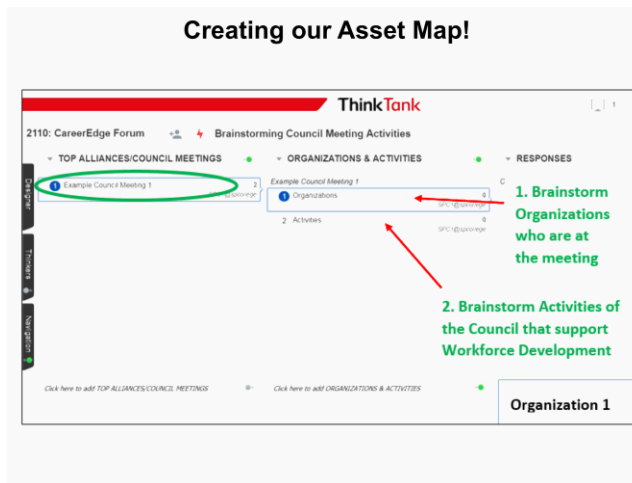 Creating our Asset Map!
ThinkTank
1
2110: CareerEdge Forum
Brainstorming Council Meeting Activities
TOP ALLIANCES/COUNCIL MEETINGS
ORGANIZATIONS & ACTIVITIES
RESPONSES
Designer
Thinkers
Navigation
1 Example Council Meeting 1
2
Example Council Meeting 1
1 Organizations
0
2 Activities
0
1. Brainstorm
Organizations
who are at
the meeting
2. Brainstorm Activities of
the Council that support
Workforce Development
Click here to add TOP ALLIANCES/COUNCIL MEETINGS
Click here to add ORGANIZATIONS & ACTIVITIES
Organization 1